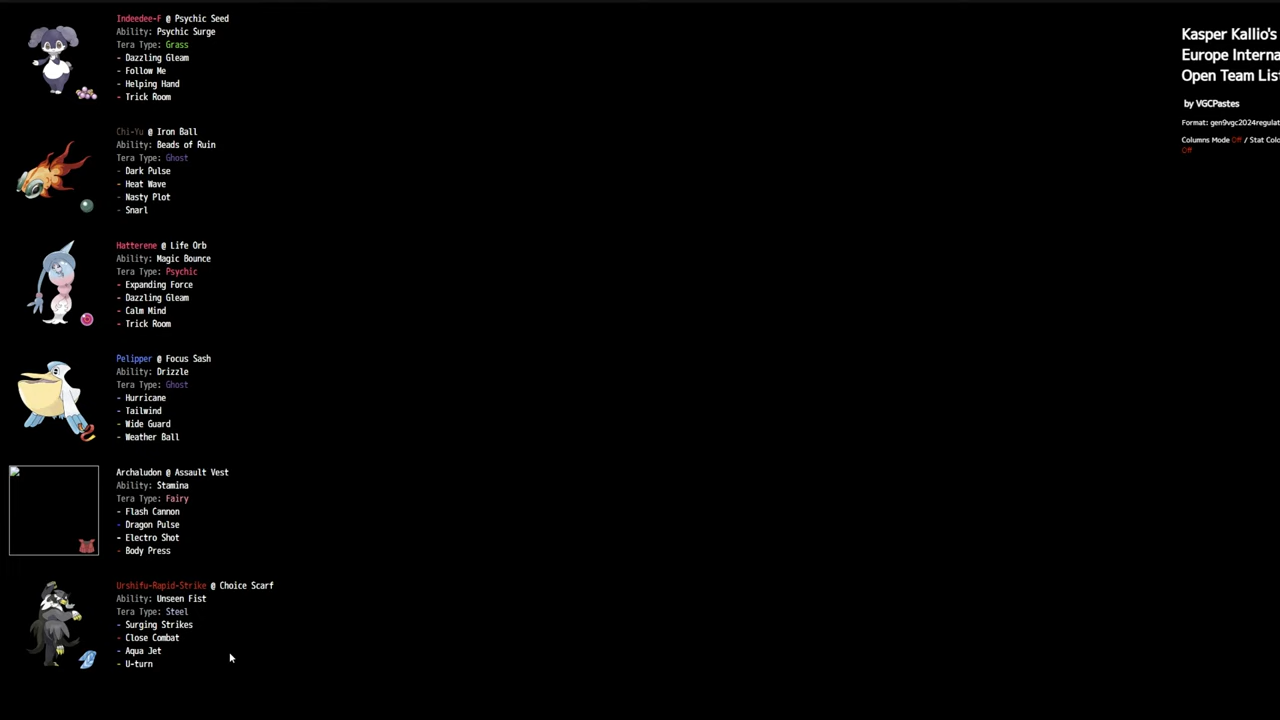 Indeedee-F @ Psychic Seed
Ability: Psychic Surge
Tera Type: Grass
- Dazzling Gleam
- Follow Me
- Helping Hand
- Trick Room
Chi-Yu @ Iron Ball
Ability: Beads of Ruin
Tera Type: Ghost
- Dark Pulse
- Heat Wave
- Nasty Plot
- Snarl
Hatterene @ Life Orb
Ability: Magic Bounce
Tera Type: Psychic
- Expanding Force
- Dazzling Gleam
- Calm Mind
- Trick Room
Pelipper @ Focus Sash
Ability: Drizzle
Tera Type: Ghost
- Hurricane
- Tailwind
- Wide Guard
- Weather Ball
Archaludon @ Assault Vest
Ability: Stamina
Tera Type: Fairy
- Flash Cannon
- Dragon Pulse
- Electro Shot
- Body Press
Urshifu-Rapid-Strike @ Choice Scarf
Ability: Unseen Fist
Tera Type: Steel
- Surging Strikes
- Close Combat
- Aqua Jet
- U-turn
Kasper Kallio's
Europe Interna
Open Team Lis
by VGCPastes
Format: gen9vgc2024regulat
Columns Mode Off / Stat Colo
Off